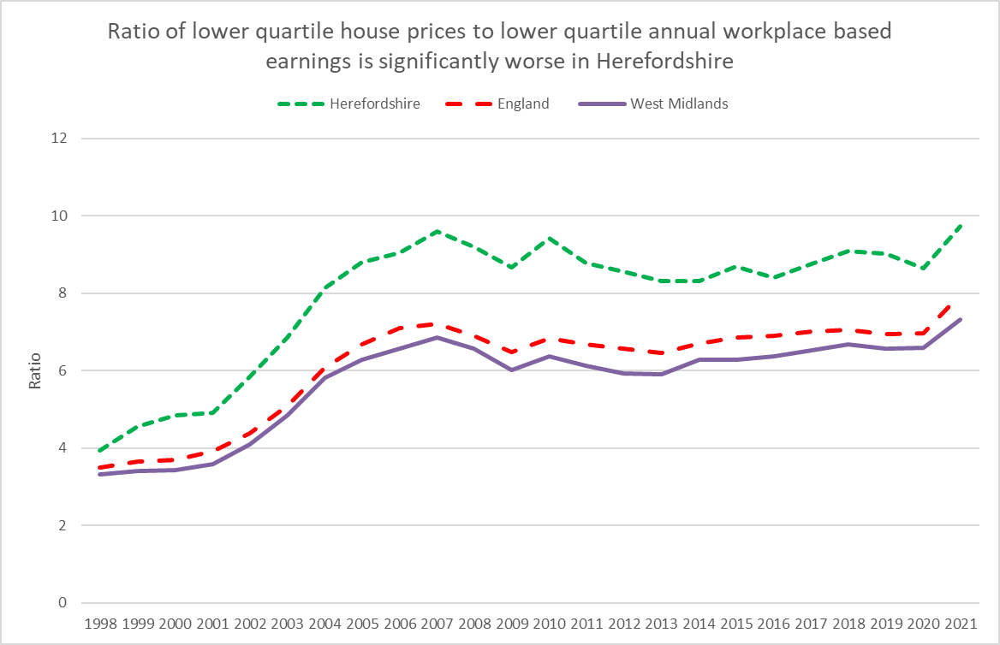 Ratio of lower quartile house prices to lower quartile annual workplace based
earnings is significantly worse in Herefordshire
Herefordshire England West Midlands
12
10
8
6
4
2
0
Ratio
1998 1999 2000 2001 2002 2003 2004 2005 2006 2007 2008 2009 2010 2011 2012 2013 2014 2015 2016 2017 2018 2019 2020 2021